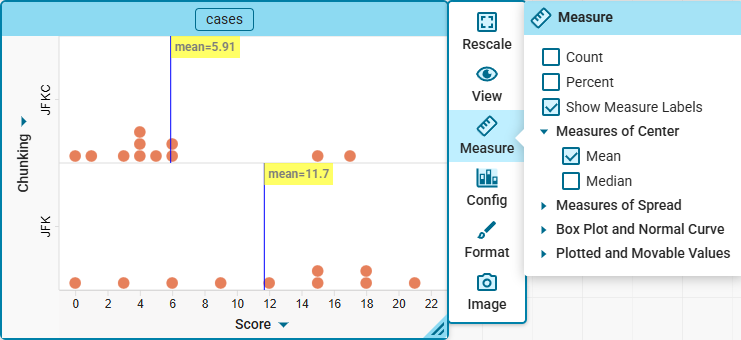 cases
mean=5.91
JFKC
mean=11.7
JFK
Chunking
0 2 4 6 8 10 12 14 16 18 20 22
Score
Rescale
View
Measure
Config
Format
Image
Measure
Count
Percent
Show Measure Labels
Measures of Center
Mean
Median
Measures of Spread
Box Plot and Normal Curve
Plotted and Movable Values